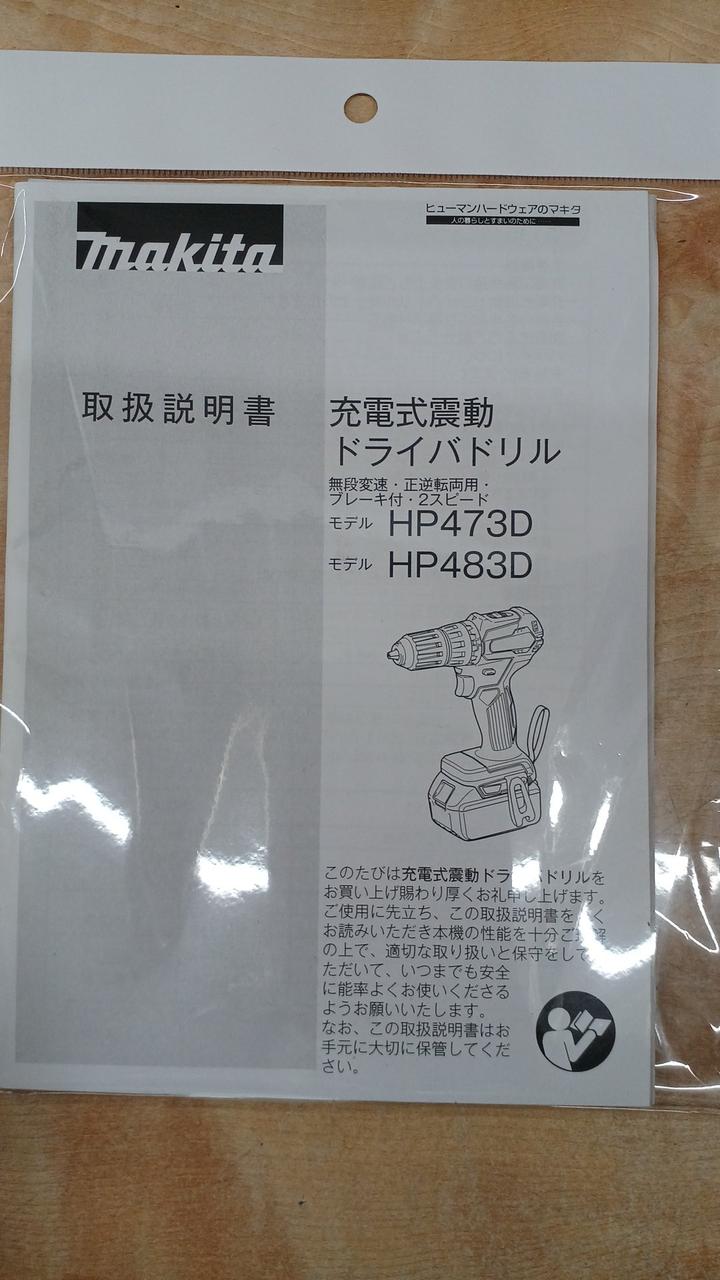 makita
ヒューマンハードウェアのマキタ
人の暮らしとすまいのために……
取扱説明書
充電式震動
ドライバドリル
無段変速・正逆転両用・
ブレーキ付・2スピード
モデル HP473D
モデル HP483D
このたびは充電式震動ドライバドリルを
お買い上げ賜わり厚くお礼申し上げます。
ご使用に先立ち、この取扱説明書を く
お読みいただき本機の性能を十分ご
の上で、適切な取り扱いと保守をして
ただいて、いつまでも安全
に能率よくお使いくださる
ようお願いいたします。
なお、この取扱説明書はお
手元に大切に保管してくだ
さい。